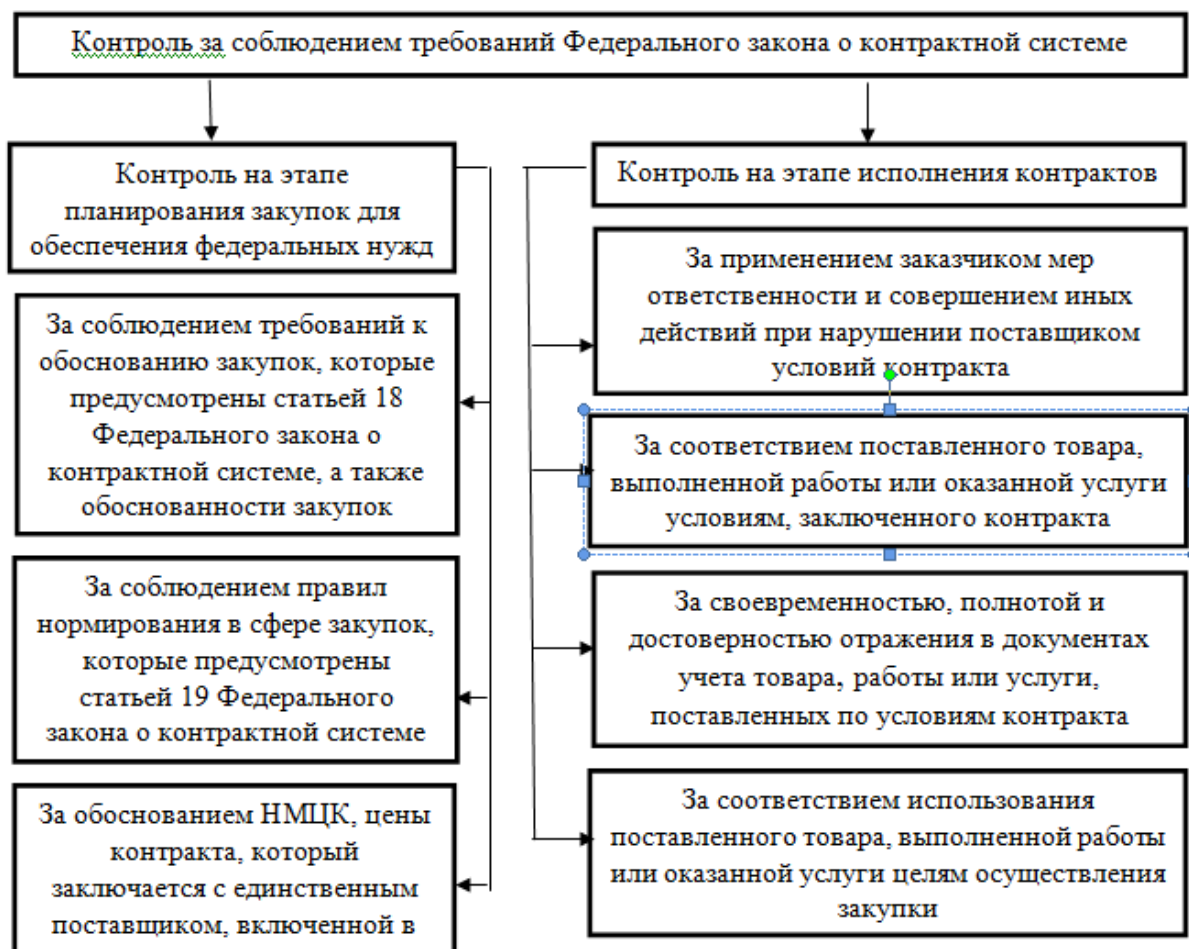 Контроль за соблюдением требований Федерального закона о контрактной системе
Контроль на этапе
планирования закупок для
обеспечения федеральных нужд
За соблюдением требований к
обоснованию закупок, которые
предусмотрены статьей 18
Федерального закона о
контрактной системе, а также
обоснованности закупок
За соблюдением правил
нормирования в сфере закупок,
которые предусмотрены
статьей 19 Федерального
закона о контрактной системе
За обоснованием НМЦК, цены
контракта, который
заключается с единственным
поставщиком, включенной в
Контроль на этапе исполнения контрактов
За применением заказчиком мер
ответственности и совершением иных
действий при нарушении поставщиком
условий контракта
За соответствием поставленного товара,
выполненной работы или оказанной услуги
условиям, заключенного контракта
За своевременностью, полнотой и
достоверностью отражения в документах
учета товара, работы или услуги,
поставленных по условиям контракта
За соответствием использования
поставленного товара, выполненной работы
или оказанной услуги целям осуществления
закупки